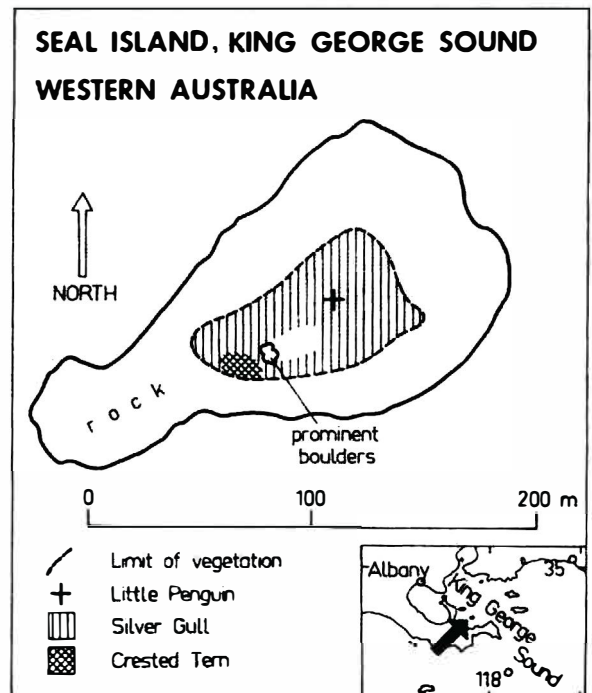 SEAL ISLAND, KING GEORGE SOUND
WESTERN AUSTRALIA
NORTH
rock
prominent
boulders
0 100 200 m
Limit of vegetation
Little Penguin
Silver Gull
Crested Tern
Albany
35
King George Sound
118°